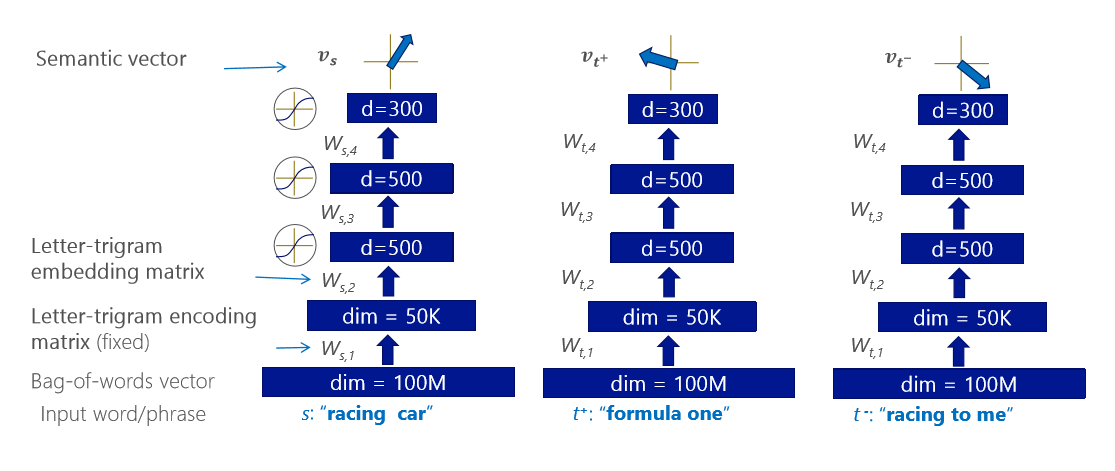 Semantic vector
v_s
v_{t^+}
v_{t^-}
d=300
d=300
d=300
W_{s,4}
W_{t,4}
W_{t,4}
d=500
d=500
d=500
W_{s,3}
W_{t,3}
W_{t,3}
d=500
d=500
d=500
Letter-trigram
embedding matrix
W_{s,2}
W_{t,2}
W_{t,2}
Letter-trigram encoding
matrix (fixed)
dim = 50K
dim = 50K
dim = 50K
W_{s,1}
W_{t,1}
W_{t,1}
Bag-of-words vector
dim = 100M
dim = 100M
dim = 100M
Input word/phrase
s: “racing car”
t⁺: “formula one”
t⁻: “racing to me”